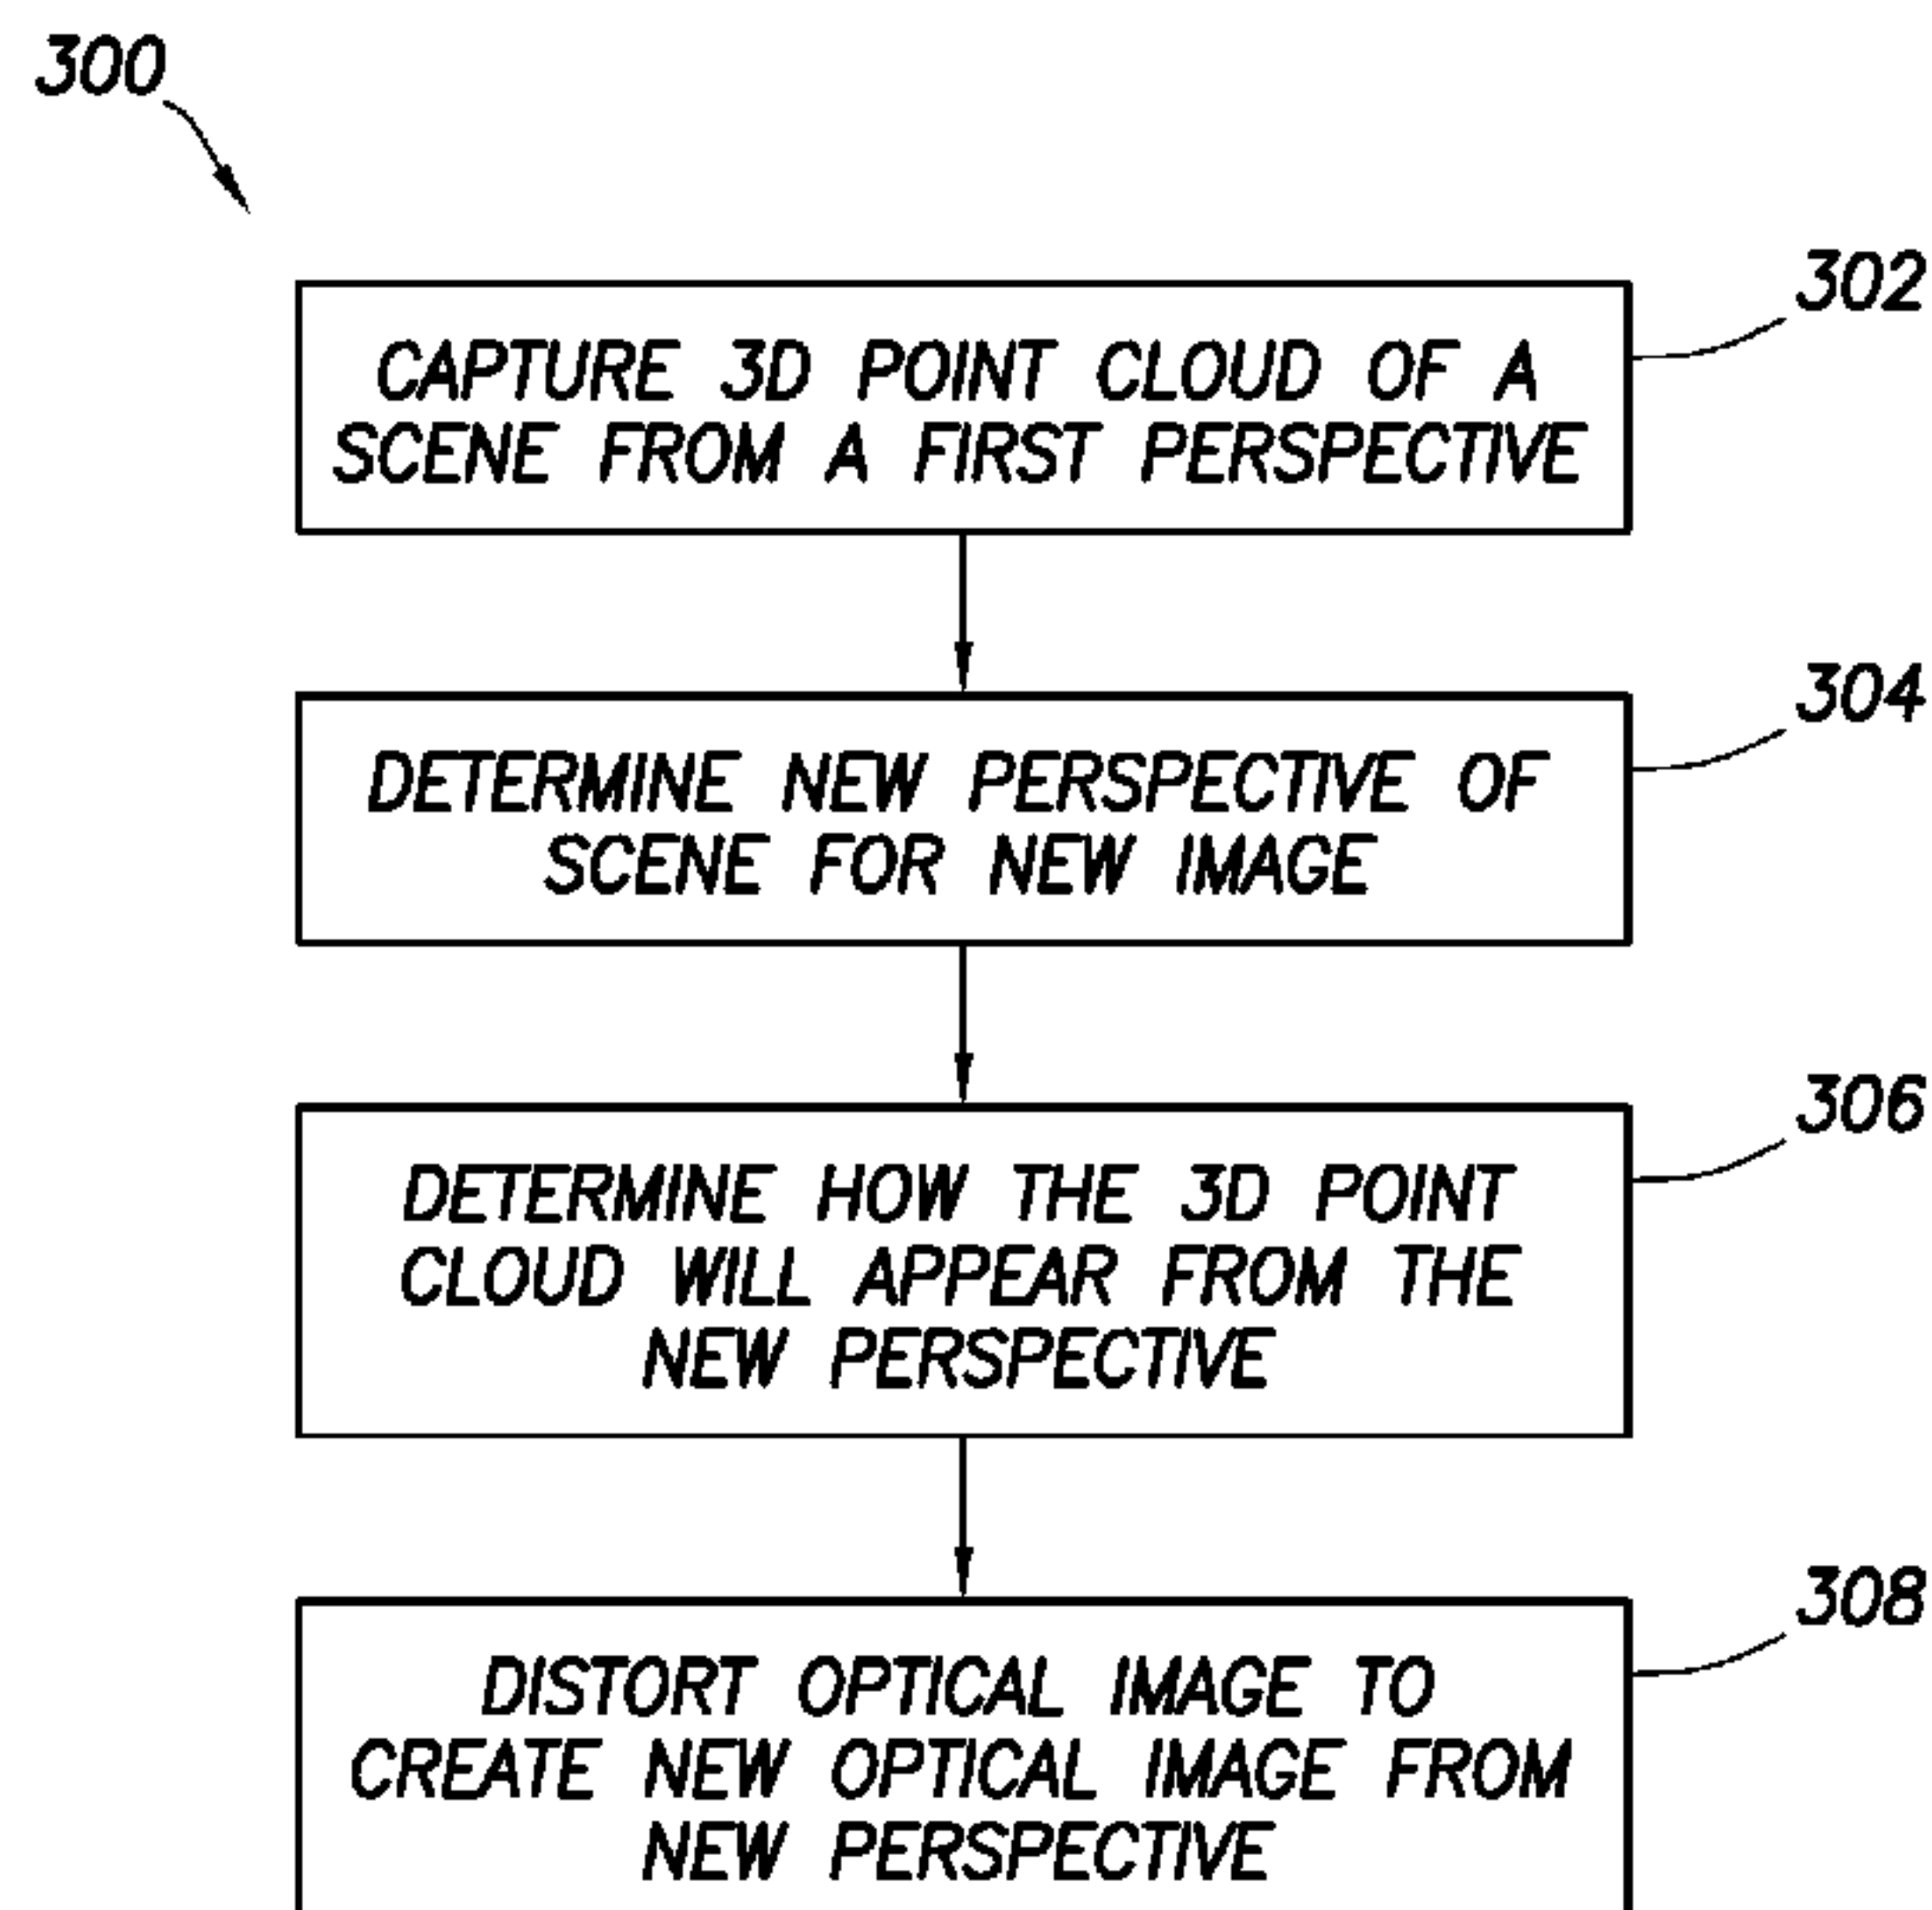 300
302
CAPTURE 3D POINT CLOUD OF A
SCENE FROM A FIRST PERSPECTIVE
304
DETERMINE NEW PERSPECTIVE OF
SCENE FOR NEW IMAGE
306
DETERMINE HOW THE 3D POINT
CLOUD WILL APPEAR FROM THE
NEW PERSPECTIVE
308
DISTORT OPTICAL IMAGE TO
CREATE NEW OPTICAL IMAGE FROM
NEW PERSPECTIVE